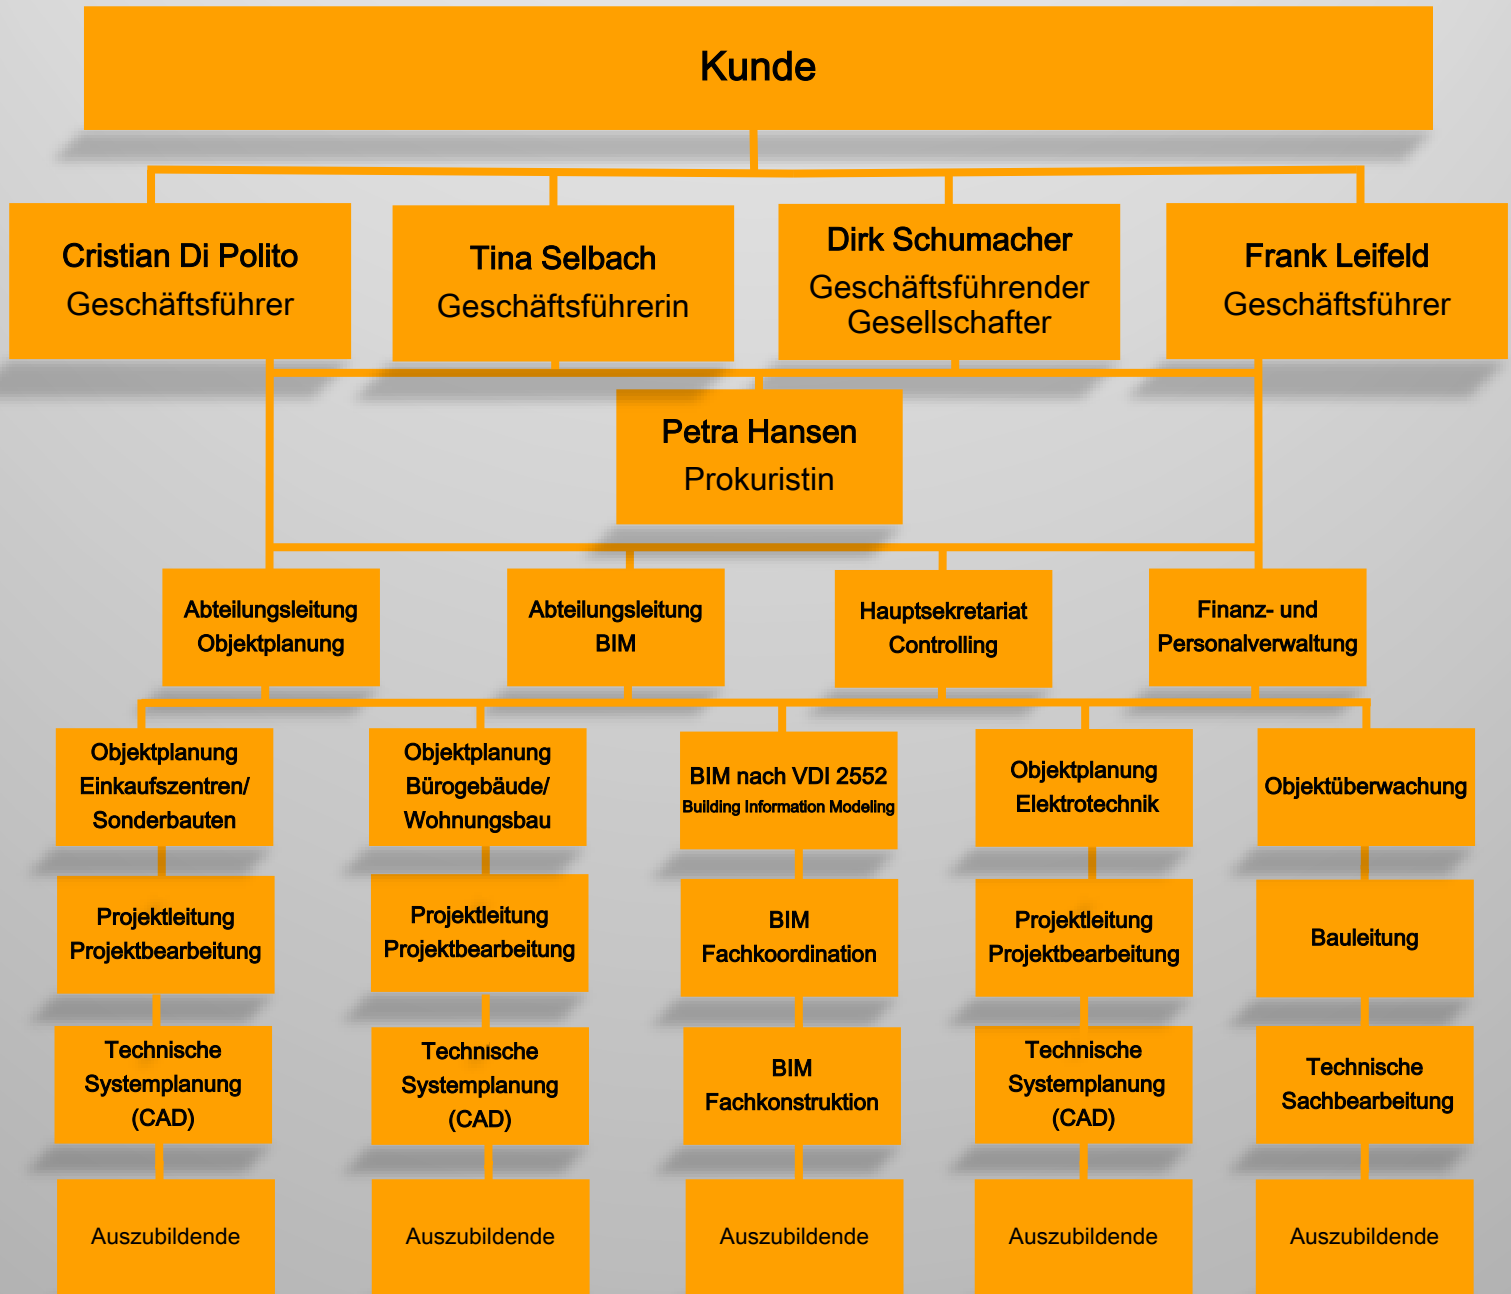 Kunde
Cristian Di Polito
Geschäftsführer
Tina Selbach
Geschäftsführerin
Dirk Schumacher
Geschäftsführender
Gesellschafter
Frank Leifeld
Geschäftsführer
Petra Hansen
Prokuristin
Abteilungsleitung
Objektplanung
Abteilungsleitung
BIM
Hauptsekretariat
Controlling
Finanz- und
Personalverwaltung
Objektplanung
Einkaufszentren/
Sonderbauten
Objektplanung
Bürogebäude/
Wohnungsbau
BIM nach VDI 2552
Building Information Modeling
Objektplanung
Elektrotechnik
Objektüberwachung
Projektleitung
Projektbearbeitung
Projektleitung
Projektbearbeitung
BIM
Fachkoordination
Projektleitung
Projektbearbeitung
Bauleitung
Technische
Systemplanung
(CAD)
Technische
Systemplanung
(CAD)
BIM
Fachkonstruktion
Technische
Systemplanung
(CAD)
Technische
Sachbearbeitung
Auszubildende
Auszubildende
Auszubildende
Auszubildende
Auszubildende